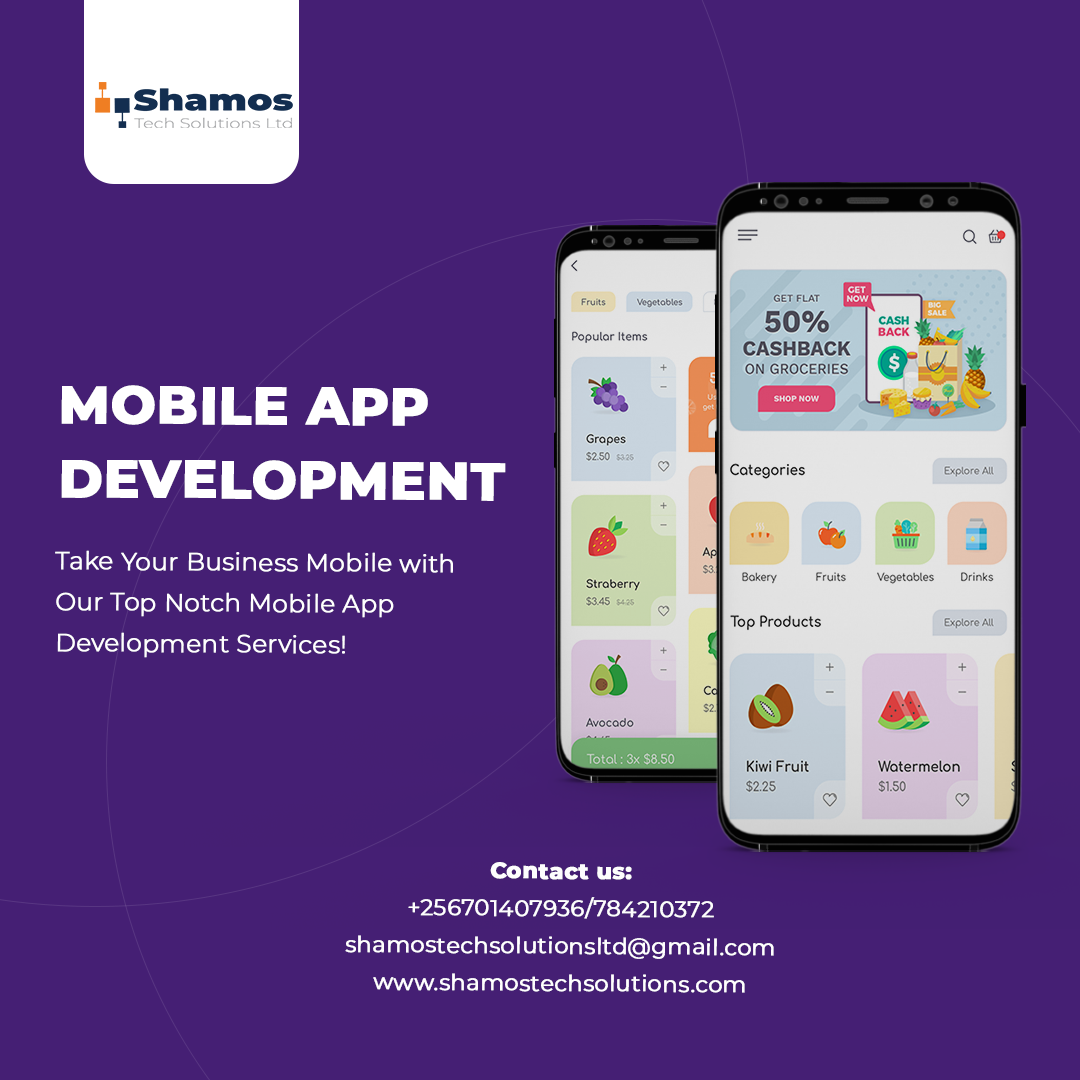 Shamos
Tech Solutions Ltd
MOBILE APP
DEVELOPMENT
Take Your Business Mobile with
Our Top Notch Mobile App
Development Services!
Fruits
Vegetables
Popular Items
Grapes
$2.50 $3.25
Straberry
$3.45 $4.25
Avocado
Total : 3x $8.50
GET FLAT
50%
CASHBACK
ON GROCERIES
SHOP NOW
GET
NOW
CASH
BACK
$
BIG
SALE
Categories
Explore All
Bakery
Fruits
Vegetables
Drinks
Top Products
Explore All
Kiwi Fruit
$2.25
Watermelon
$1.50
Contact us:
+256701407936/784210372
shamostechsolutionsltd@gmail.com
www.shamostechsolutions.com